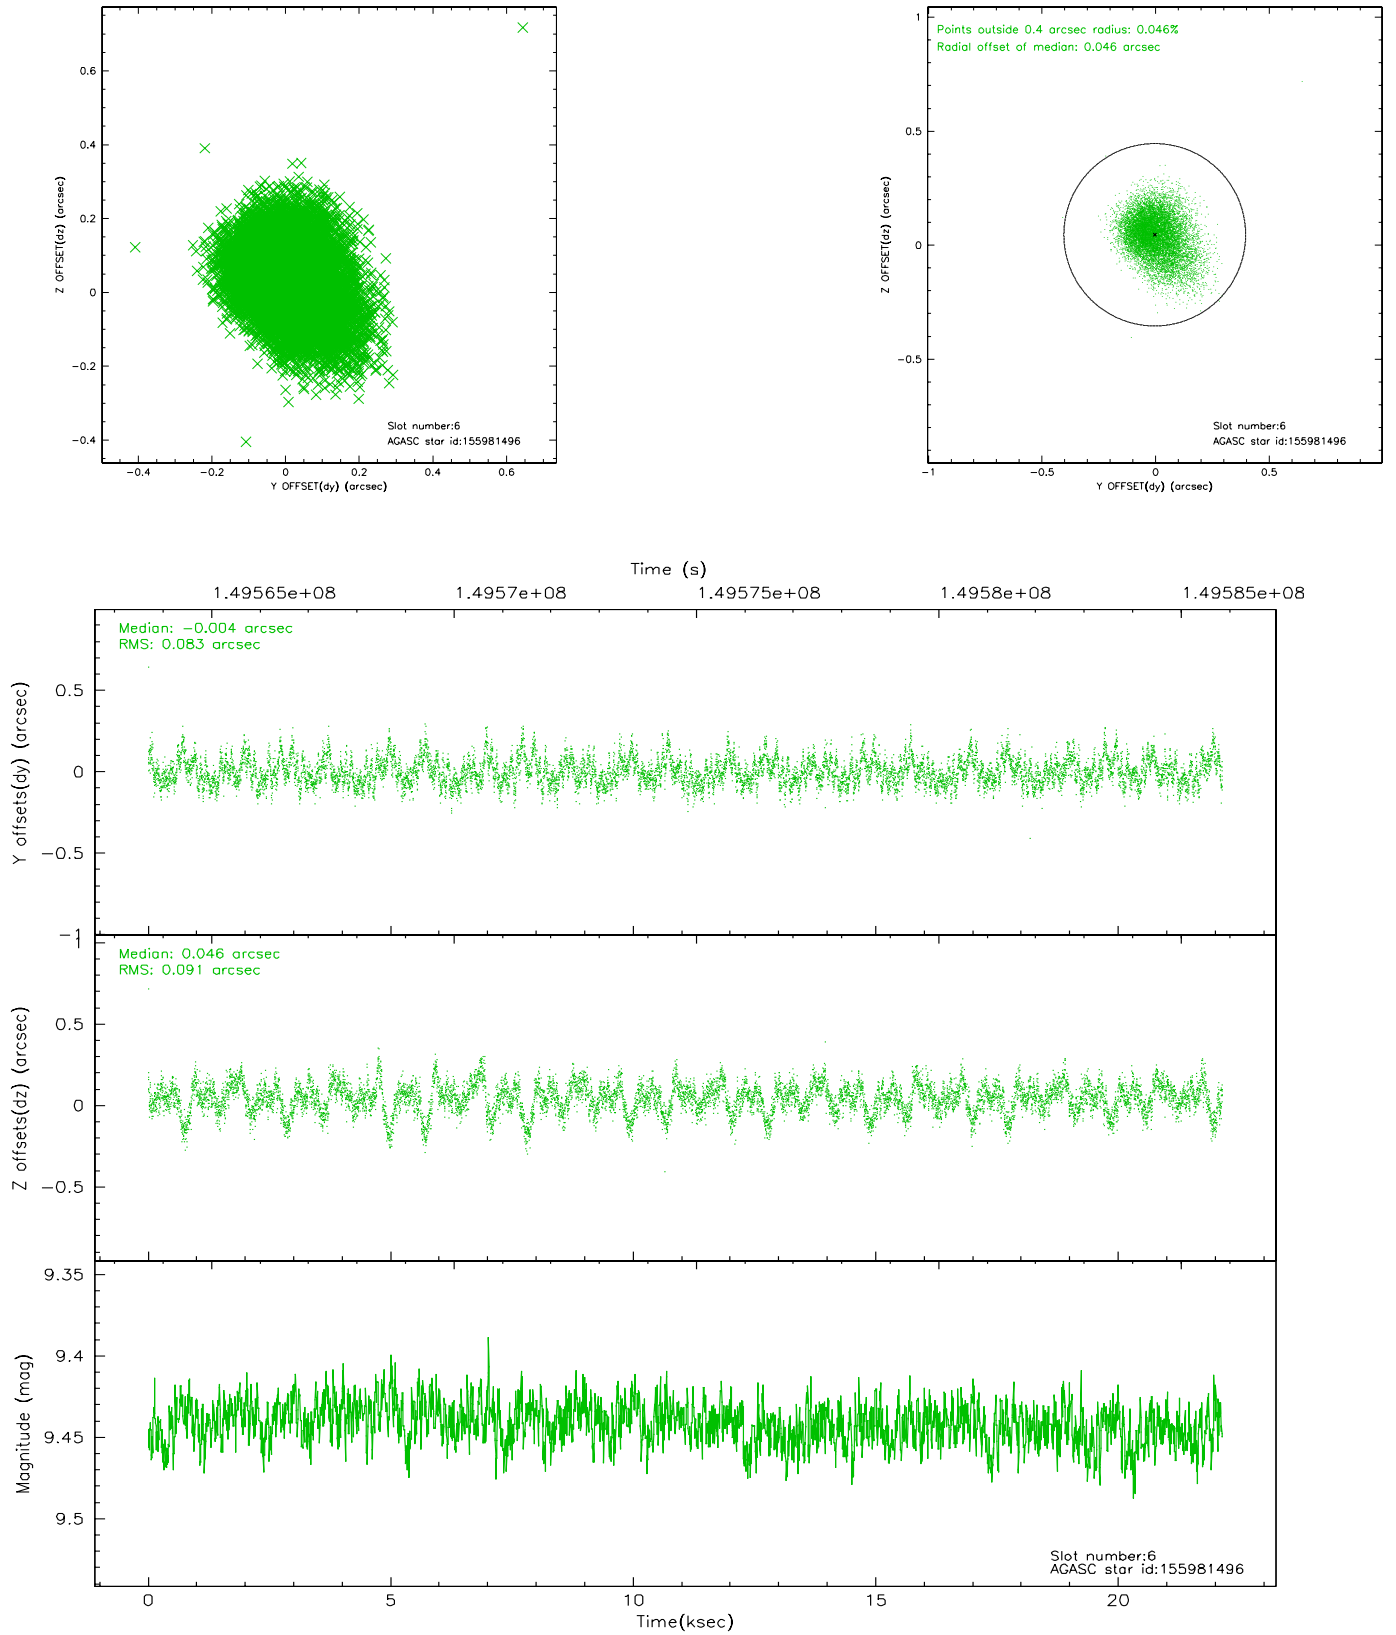 0.6
0.4
0.2
0
−0.2
−0.4
Z OFFSET(dz) (arcsec)
−0.4 −0.2 0 0.2 0.4 0.6
Y OFFSET(dy) (arcsec)
Slot number:6
AGASC star id:155981496
Points outside 0.4 arcsec radius: 0.046%
Radial offset of median: 0.046 arcsec
1
0.5
0
−0.5
Z OFFSET(dz) (arcsec)
−1 −0.5 0 0.5
Y OFFSET(dy) (arcsec)
Slot number:6
AGASC star id:155981496
Time (s)
1.49565e+08 1.4957e+08 1.49575e+08 1.4958e+08 1.49585e+08
Median: −0.004 arcsec
RMS: 0.083 arcsec
0.5
0
−0.5
−1
Y offsets(dy) (arcsec)
Median: 0.046 arcsec
RMS: 0.091 arcsec
1
0.5
0
−0.5
Z offsets(dz) (arcsec)
9.35
9.4
9.45
9.5
Magnitude (mag)
Slot number:6
AGASC star id:155981496
0 5 10 15 20
Time(ksec)